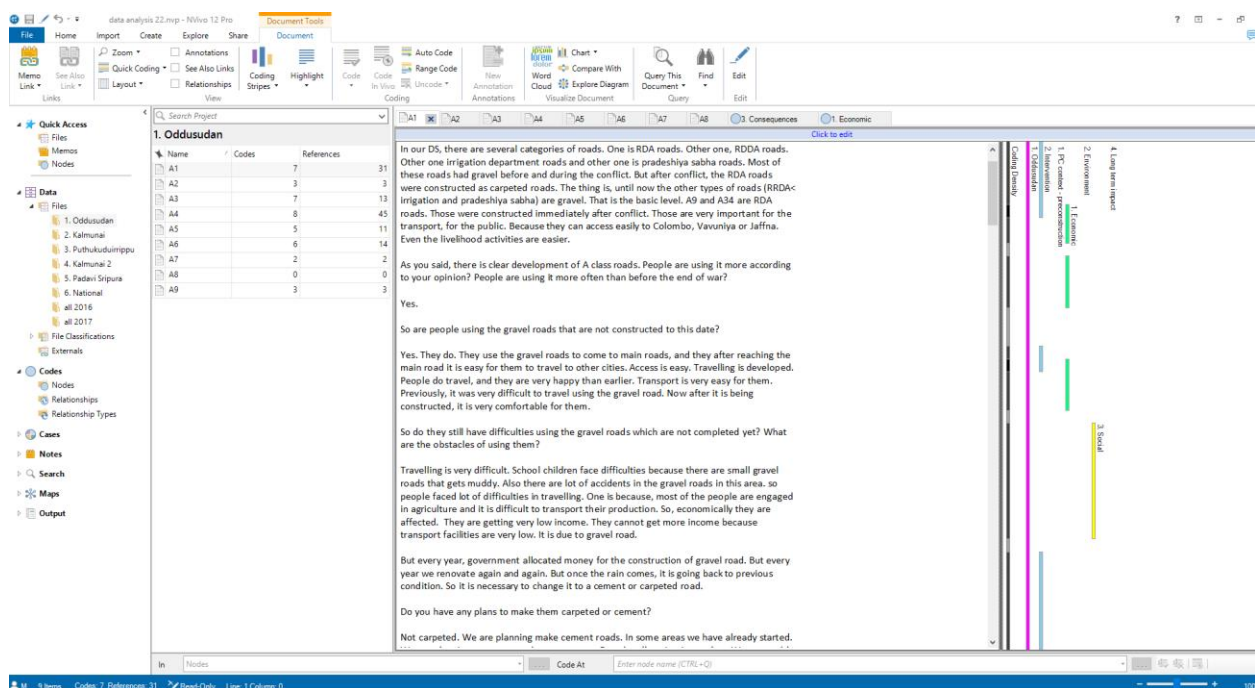 data analysis 22.nvp - NVivo 12 Pro
Document Tools
File Home Import Create Explore Share Document
Memo Link
See Also Link
Links
Zoom
Quick Coding
Layout
Annotations
See Also Links
Relationships
View
Coding Stripes
Highlight
Code
Code In Vivo
Auto Code
Range Code
Uncode
Coding
New Annotation
Annotations
Word Cloud
Chart
Compare With
Explore Diagram
Visualize Document
Query This Document
Find
Query
Edit
Edit
Quick Access
Files
Memos
Nodes
Data
Files
1. Oddusudan
2. Kalmunai
3. Puthukuduirrippu
4. Kalmunai 2
5. Padavi Sripura
6. National
all 2016
all 2017
File Classifications
Externals
Codes
Nodes
Relationships
Relationship Types
Cases
Notes
Search
Maps
Output
Search Project
1. Oddusudan
Name Codes References
A1 7 31
A2 3 3
A3 7 13
A4 8 45
A5 5 11
A6 6 14
A7 2 2
A8 0 0
A9 3 3
A1 A2 A3 A4 A5 A6 A7 A8 3. Consequences 1. Economic
Click to edit
In our DS, there are several categories of roads. One is RDA roads. Other one, RDDA roads.
Other one irrigation department roads and other one is pradeshiya sabha roads. Most of
these roads had gravel before and during the conflict. But after conflict, the RDA roads
were constructed as carpeted roads. The thing is, until now the other types of roads (RRDA<
irrigation and pradeshiya sabha) are gravel. That is the basic level. A9 and A34 are RDA
roads. Those were constructed immediately after conflict. Those are very important for the
transport, for the public. Because they can access easily to Colombo, Vavuniya or Jaffna.
Even the livelihood activities are easier.
As you said, there is clear development of A class roads. People are using it more according
to your opinion? People are using it more often than before the end of war?
Yes.
So are people using the gravel roads that are not constructed to this date?
Yes. They do. They use the gravel roads to come to main roads, and they after reaching the
main road it is easy for them to travel to other cities. Access is easy. Travelling is developed.
People do travel, and they are very happy than earlier. Transport is very easy for them.
Previously, it was very difficult to travel using the gravel road. Now after it is being
constructed, it is very comfortable for them.
So do they still have difficulties using the gravel roads which are not completed yet? What
are the obstacles of using them?
Travelling is very difficult. School children face difficulties because there are small gravel
roads that gets muddy. Also there are lot of accidents in the gravel roads in this area. so
people faced lot of difficulties in travelling. One is because, most of the people are engaged
in agriculture and it is difficult to transport their production. So, economically they are
affected. They are getting very low income. They cannot get more income because
transport facilities are very low. It is due to gravel road.
But every year, government allocated money for the construction of gravel road. But every
year we renovate again and again. But once the rain comes, it is going back to previous
condition. So it is necessary to change it to a cement or carpeted road.
Do you have any plans to make them carpeted or cement?
Not carpeted. We are planning make cement roads. In some areas we have already started.
Coding Density
1. Oddusudan
2. Intervention
1. PC context - preconstruction
1. Economic
2. Environment
3. Social
4. Long term impact
In Nodes
Code At Enter node name (CTRL+Q)
M 9 Items Codes: 7 References: 31 Read-Only Line: 1 Column: 0